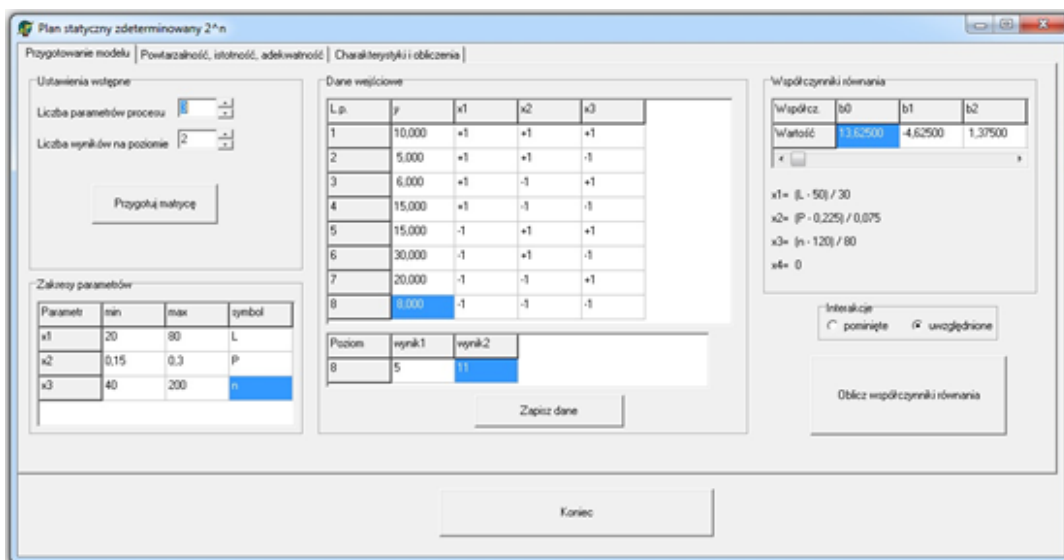 Plan statyczny zdeterminowany 2^n
Przygotowanie modelu Powtarzalność, istotność, adekwatność Charakterystyki i obliczenia
Ustawienia wstępne
Liczba parametrów procesu 3
Liczba wyników na poziomie 2
Przygotuj matrycę
Zakresy parametrów
Parametr min max symbol
x1 20 80 L
x2 0,15 0,3 P
x3 40 200 n
Dane wejściowe
L.p. y x1 x2 x3
1 10,000 +1 +1 +1
2 5,000 +1 +1 -1
3 6,000 +1 -1 +1
4 15,000 +1 -1 -1
5 15,000 -1 +1 +1
6 30,000 -1 +1 -1
7 20,000 -1 -1 +1
8 8,000 -1 -1 -1
Poziom wynik1 wynik2
8 5 11
Zapisz dane
Współczynniki równania
Współcz. b0 b1 b2
Wartość 13,62500 -4,62500 1,37500
x1= (L - 50) / 30
x2= (P - 0,225) / 0,075
x3= (n - 120) / 80
x4= 0
Interakcje
pominięte uwzględnione
Oblicz współczynniki równania
Koniec